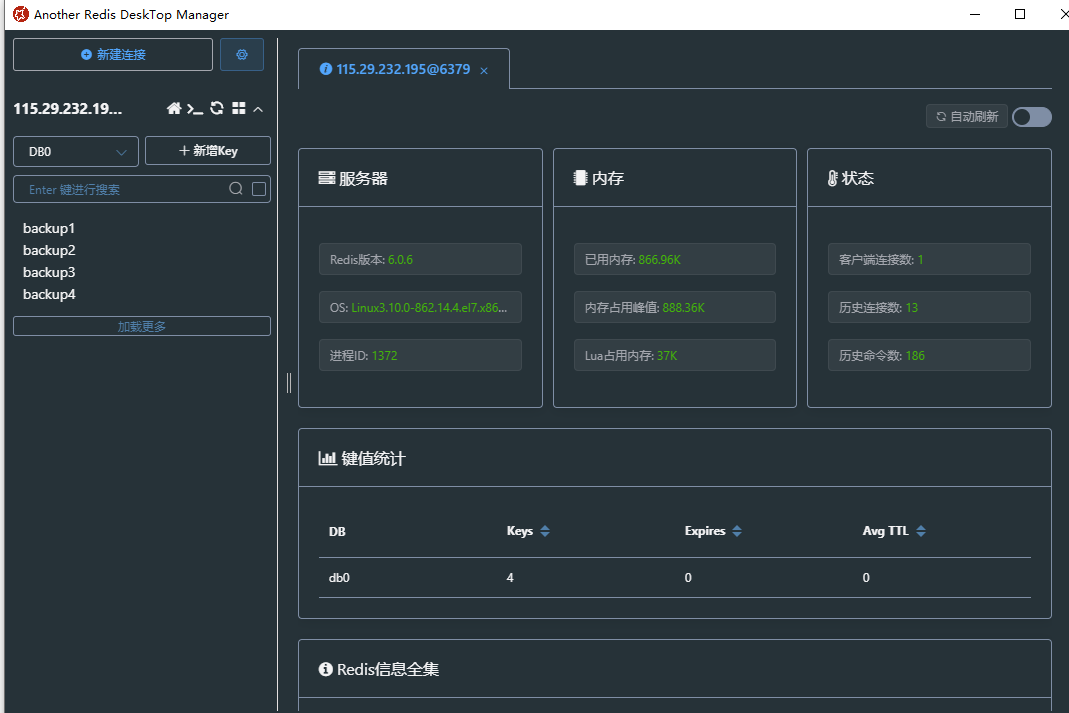 Another Redis DeskTop Manager
新建连接
115.29.232.19...
DB0
新增Key
Enter 键进行搜索
backup1
backup2
backup3
backup4
加载更多
115.29.232.195@6379
自动刷新
服务器
Redis版本: 6.0.6
OS: Linux3.10.0-862.14.4.el7.x86...
进程ID: 1372
内存
已用内存: 866.96K
内存占用峰值: 888.36K
Lua占用内存: 37K
状态
客户端连接数: 1
历史连接数: 13
历史命令数: 186
键值统计
DB Keys Expires Avg TTL
db0 4 0 0
Redis信息全集